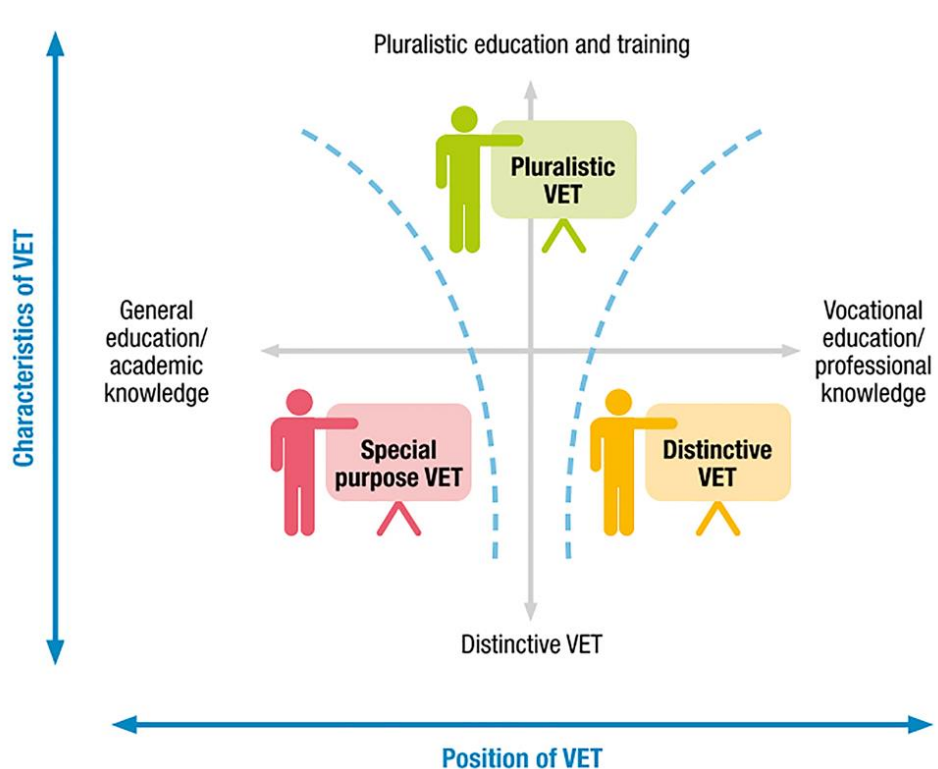 Pluralistic education and training
Pluralistic
VET
Characteristics of VET
General
education/
academic
knowledge
Vocational
education/
professional
knowledge
Special
purpose VET
Distinctive
VET
Distinctive VET
Position of VET